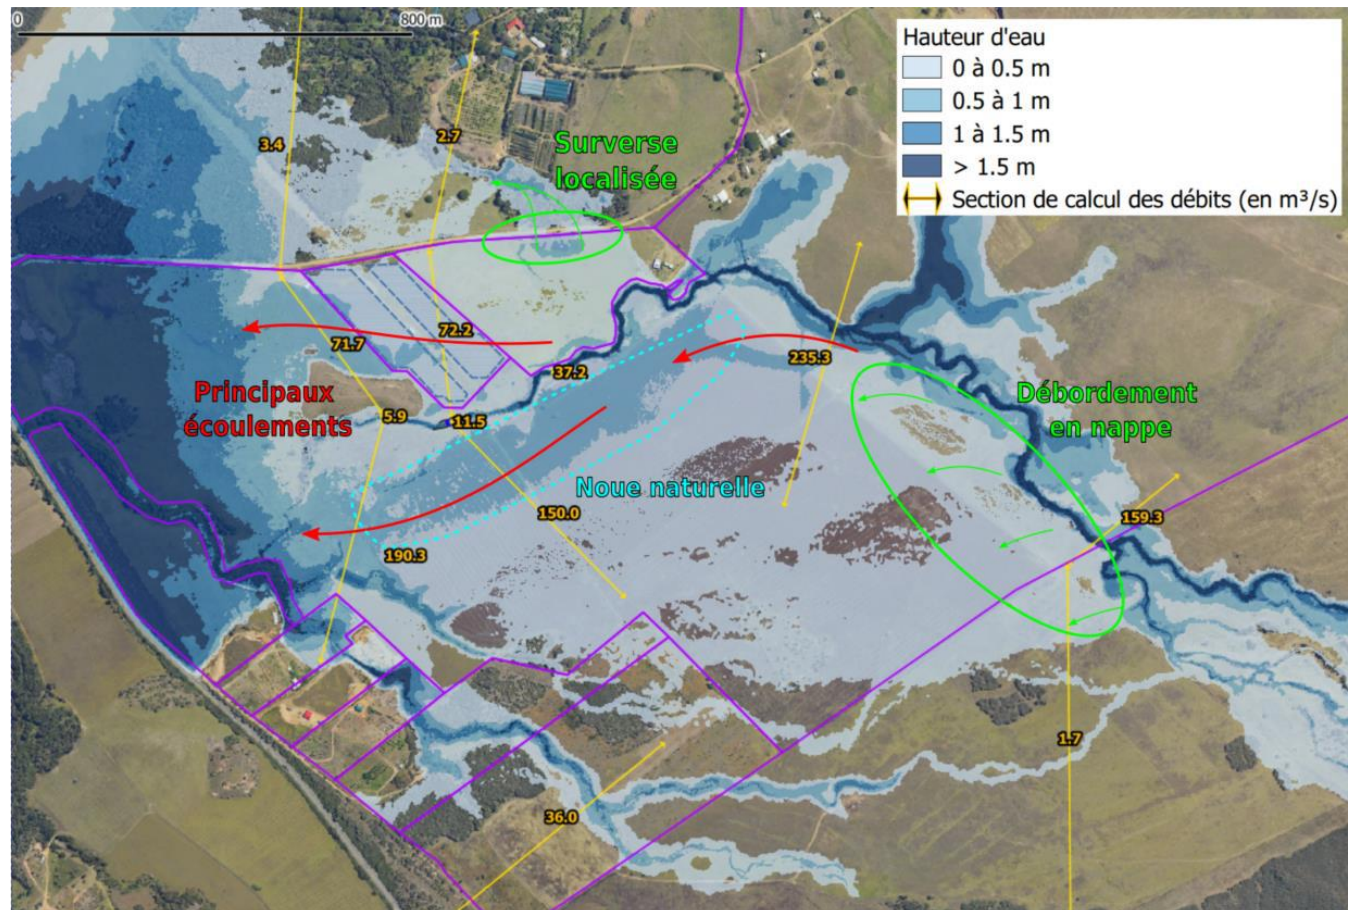 0
800 m
Hauteur d'eau
0 à 0.5 m
0.5 à 1 m
1 à 1.5 m
> 1.5 m
Section de calcul des débits (en m³/s)
3.4
2.7
Surverse
localisée
72.2
71.7
37.2
235.3
Principaux
écoulements
5.9
11.5
Débordement
en nappe
Noue naturelle
150.0
159.3
190.3
1.7
36.0